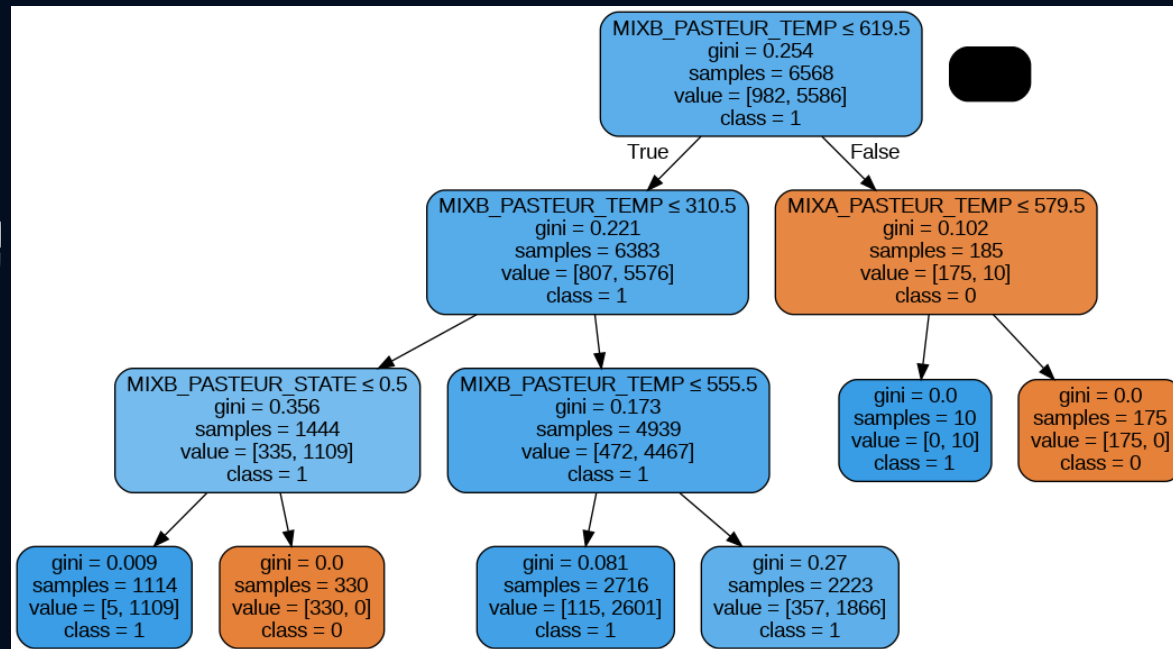 MIXB_PASTEUR_TEMP ≤ 619.5
gini = 0.254
samples = 6568
value = [982, 5586]
class = 1
True
False
MIXB_PASTEUR_TEMP ≤ 310.5
gini = 0.221
samples = 6383
value = [807, 5576]
class = 1
MIXA_PASTEUR_TEMP ≤ 579.5
gini = 0.102
samples = 185
value = [175, 10]
class = 0
MIXB_PASTEUR_STATE ≤ 0.5
gini = 0.356
samples = 1444
value = [335, 1109]
class = 1
MIXB_PASTEUR_TEMP ≤ 555.5
gini = 0.173
samples = 4939
value = [472, 4467]
class = 1
gini = 0.0
samples = 10
value = [0, 10]
class = 1
gini = 0.0
samples = 175
value = [175, 0]
class = 0
gini = 0.009
samples = 1114
value = [5, 1109]
class = 1
gini = 0.0
samples = 330
value = [330, 0]
class = 0
gini = 0.081
samples = 2716
value = [115, 2601]
class = 1
gini = 0.27
samples = 2223
value = [357, 1866]
class = 1